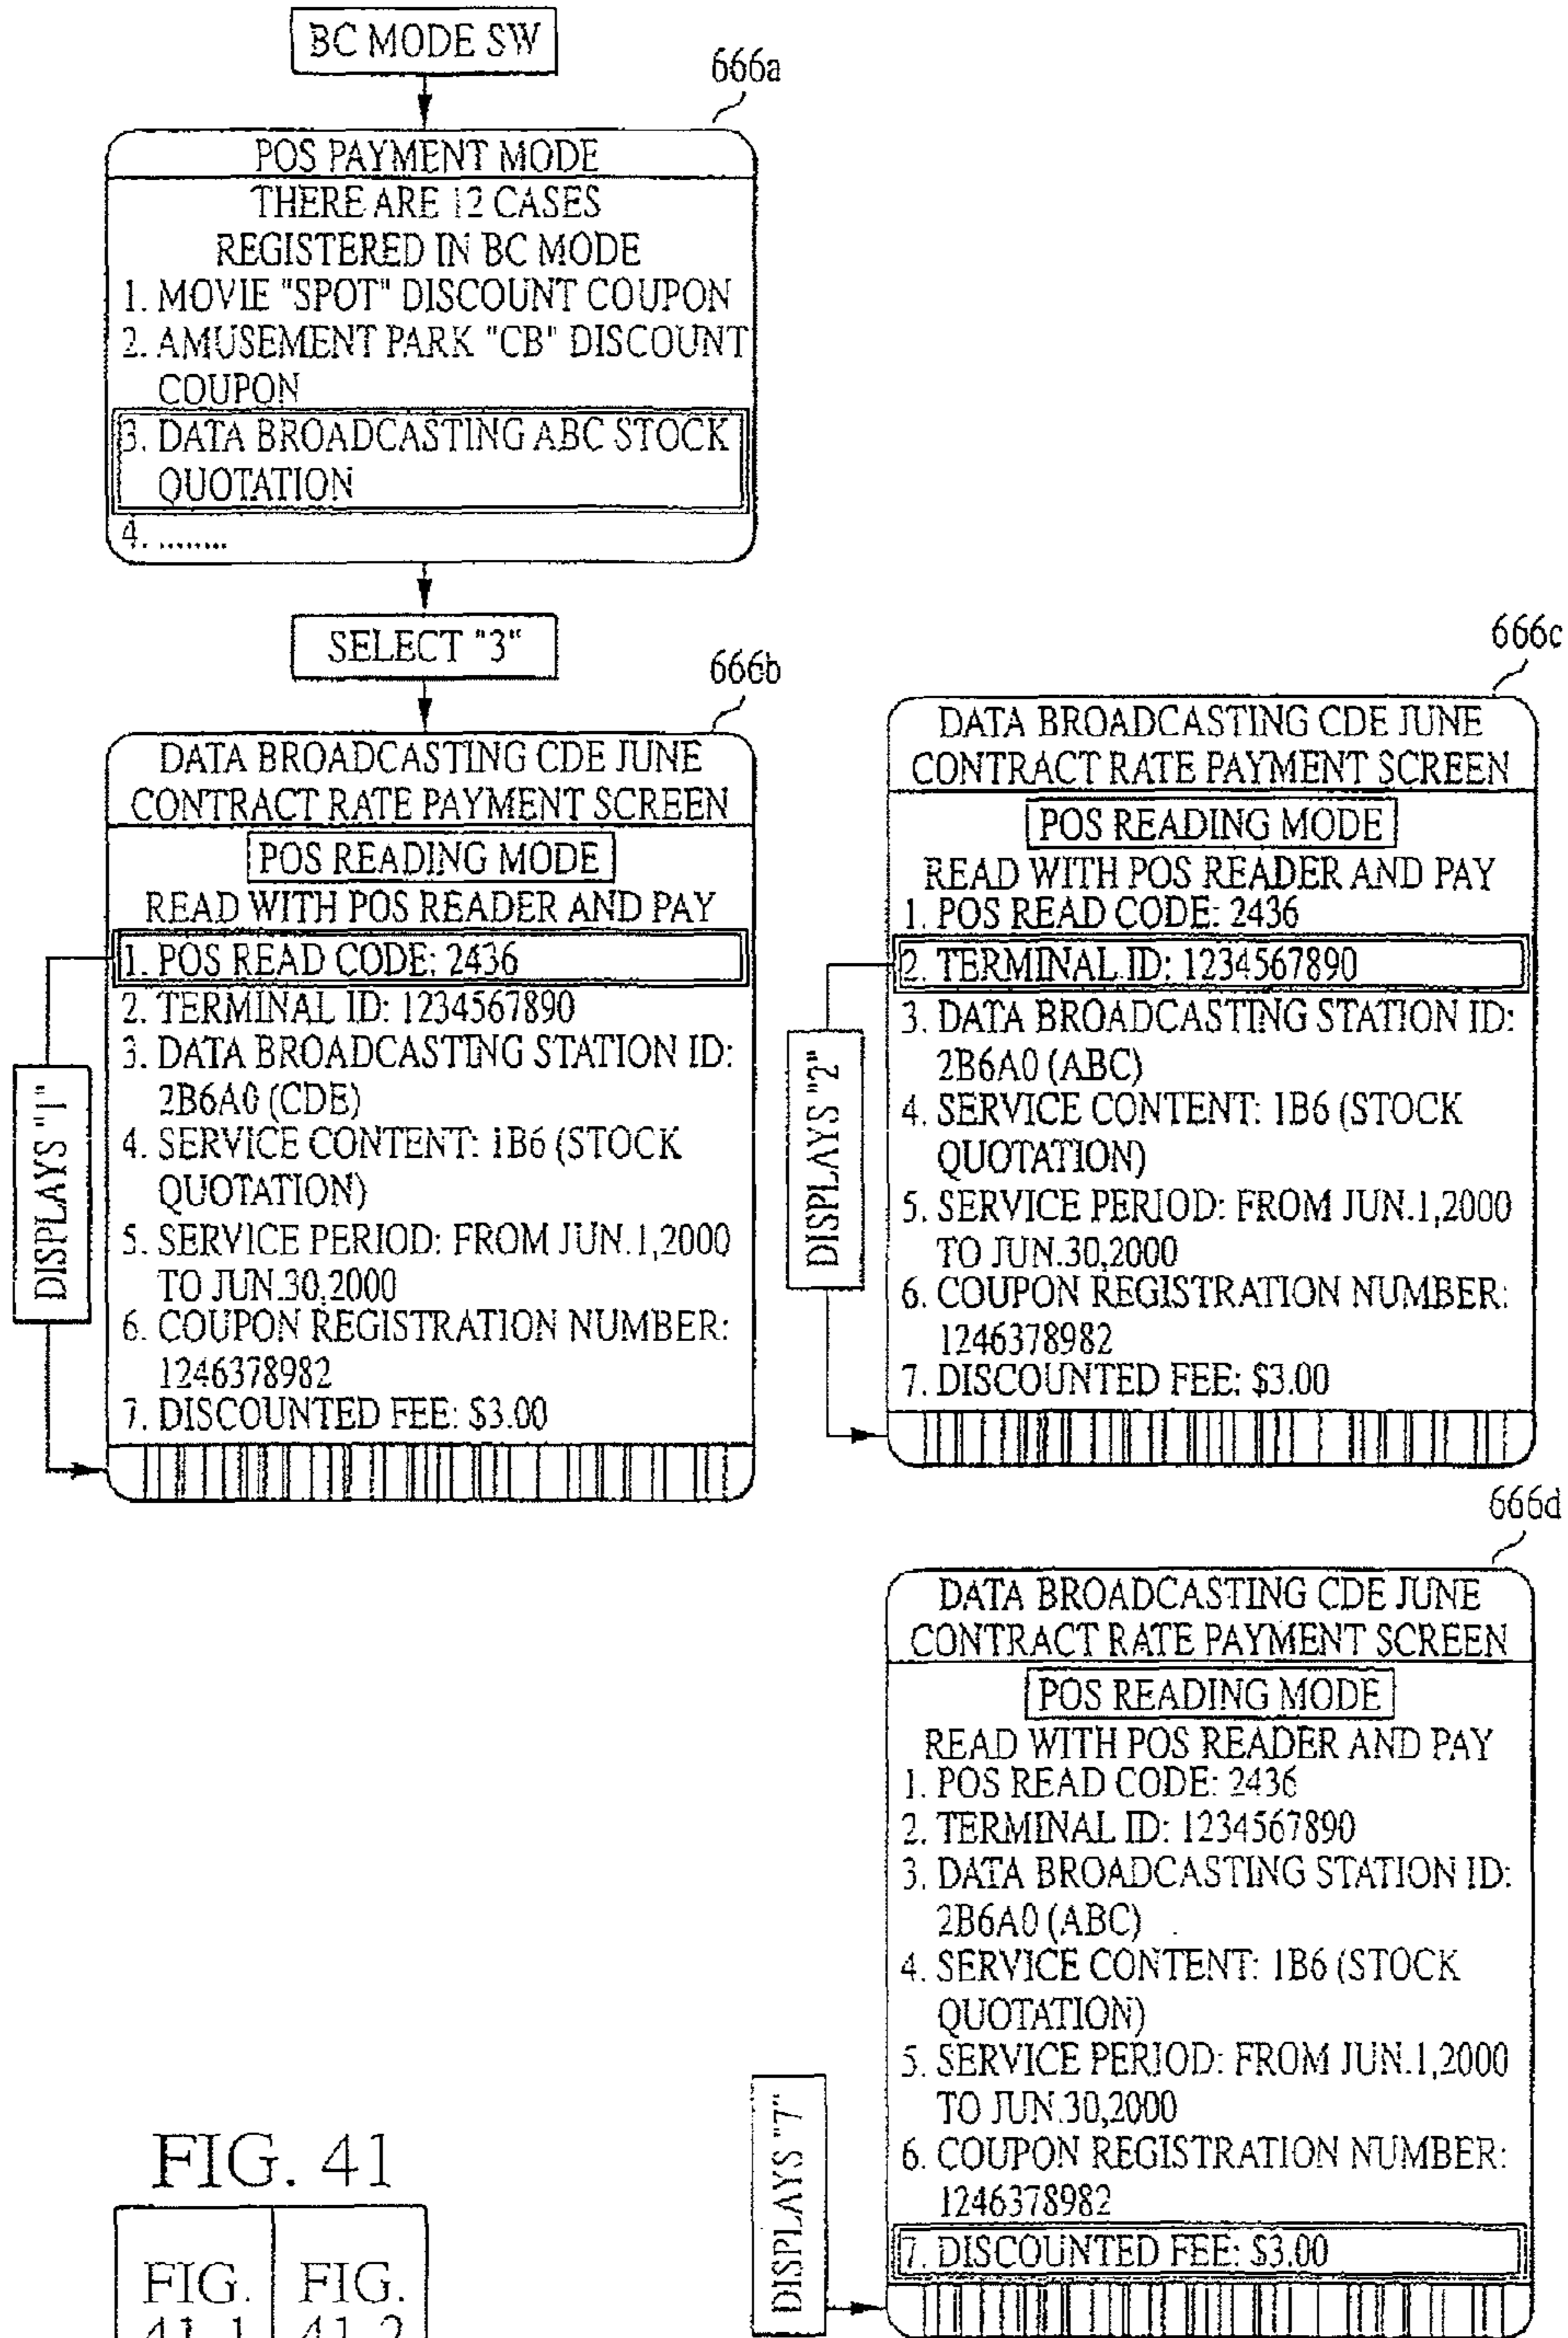 BC MODE SW
666a
POS PAYMENT MODE
THERE ARE 12 CASES
REGISTERED IN BC MODE
1. MOVIE "SPOT" DISCOUNT COUPON
2. AMUSEMENT PARK "CB" DISCOUNT
COUPON
3. DATA BROADCASTING ABC STOCK
QUOTATION
4. ........
SELECT "3"
666b
DATA BROADCASTING CDE JUNE
CONTRACT RATE PAYMENT SCREEN
POS READING MODE
READ WITH POS READER AND PAY
1. POS READ CODE: 2436
2. TERMINAL ID: 1234567890
3. DATA BROADCASTING STATION ID:
2B6A0 (CDE)
4. SERVICE CONTENT: 1B6 (STOCK
QUOTATION)
5. SERVICE PERIOD: FROM JUN.1,2000
TO JUN.30,2000
6. COUPON REGISTRATION NUMBER:
1246378982
7. DISCOUNTED FEE: $3.00
DISPLAYS "1"
666c
DATA BROADCASTING CDE JUNE
CONTRACT RATE PAYMENT SCREEN
POS READING MODE
READ WITH POS READER AND PAY
1. POS READ CODE: 2436
2. TERMINAL ID: 1234567890
3. DATA BROADCASTING STATION ID:
2B6A0 (ABC)
4. SERVICE CONTENT: 1B6 (STOCK
QUOTATION)
5. SERVICE PERIOD: FROM JUN.1,2000
TO JUN.30,2000
6. COUPON REGISTRATION NUMBER:
1246378982
7. DISCOUNTED FEE: $3.00
DISPLAYS "2"
666d
DATA BROADCASTING CDE JUNE
CONTRACT RATE PAYMENT SCREEN
POS READING MODE
READ WITH POS READER AND PAY
1. POS READ CODE: 2436
2. TERMINAL ID: 1234567890
3. DATA BROADCASTING STATION ID:
2B6A0 (ABC)
4. SERVICE CONTENT: 1B6 (STOCK
QUOTATION)
5. SERVICE PERIOD: FROM JUN.1,2000
TO JUN.30,2000
6. COUPON REGISTRATION NUMBER:
1246378982
7. DISCOUNTED FEE: $3.00
DISPLAYS "7"
FIG. 41
FIG. 41-1
FIG. 41-2